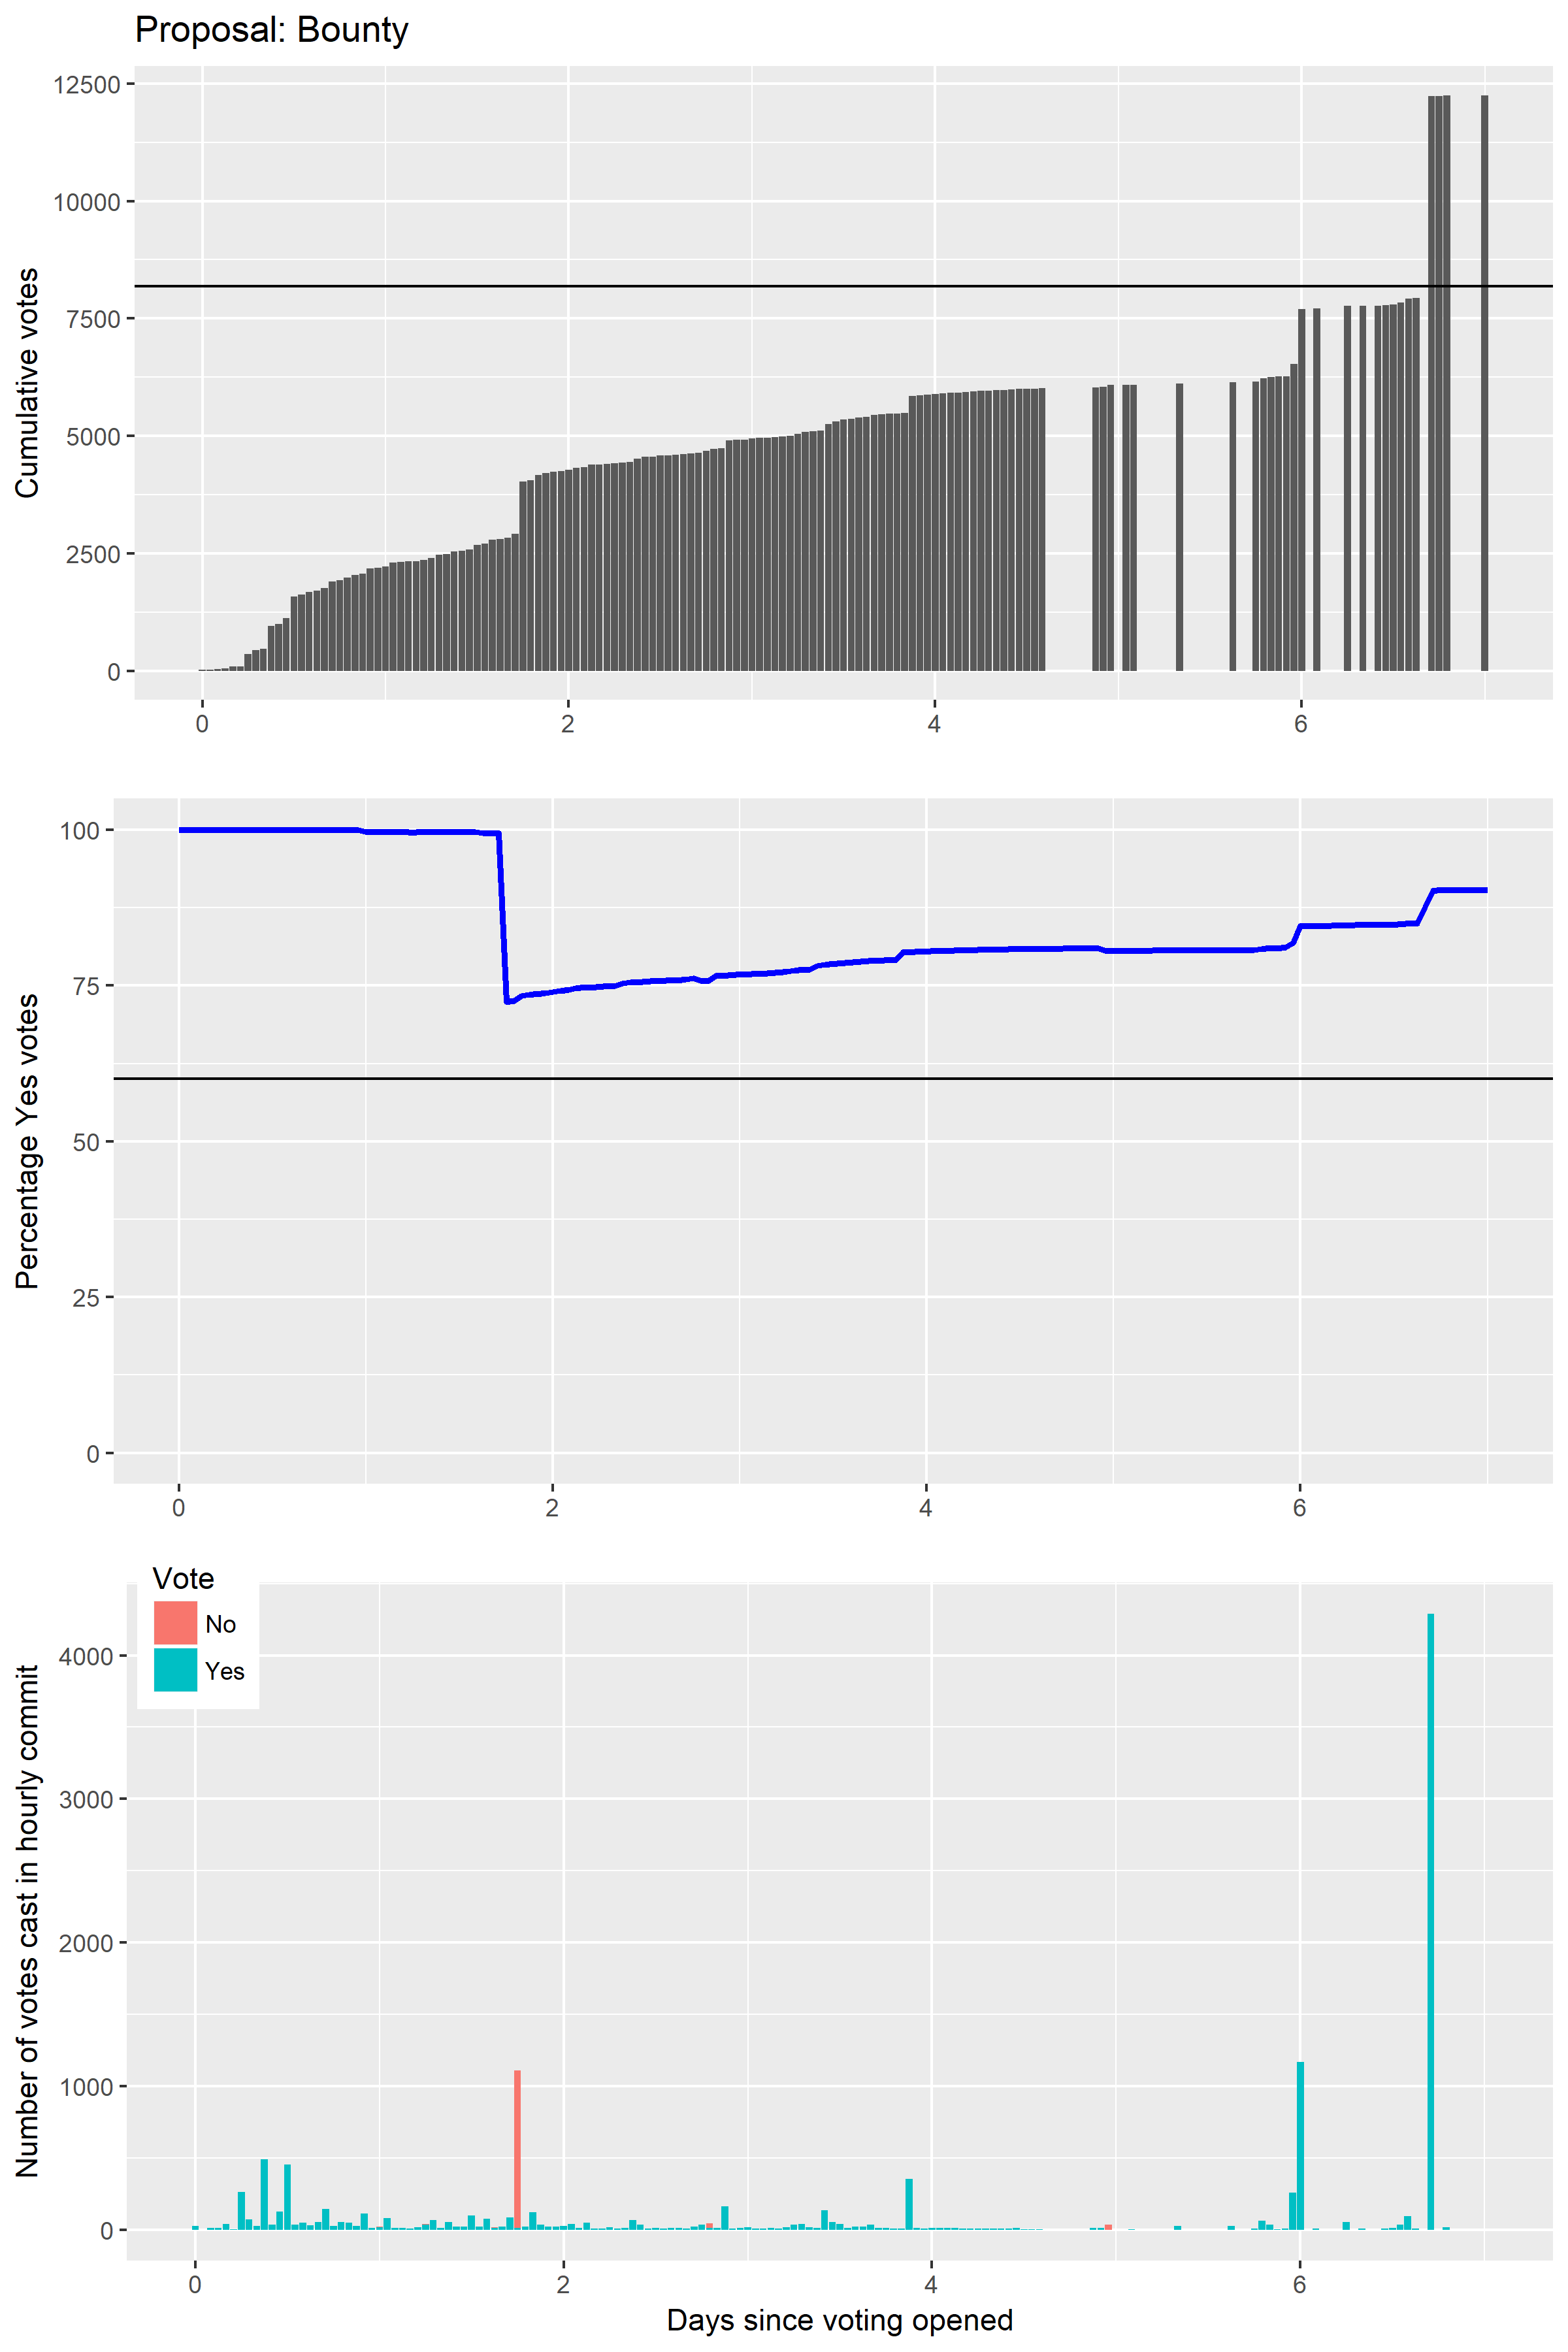 Proposal: Bounty
Cumulative votes
12500
10000
7500
5000
2500
0
0 2 4 6
Percentage Yes votes
100
75
50
25
0
0 2 4 6
Number of votes cast in hourly commit
Vote
No
Yes
4000
3000
2000
1000
0
0 2 4 6
Days since voting opened